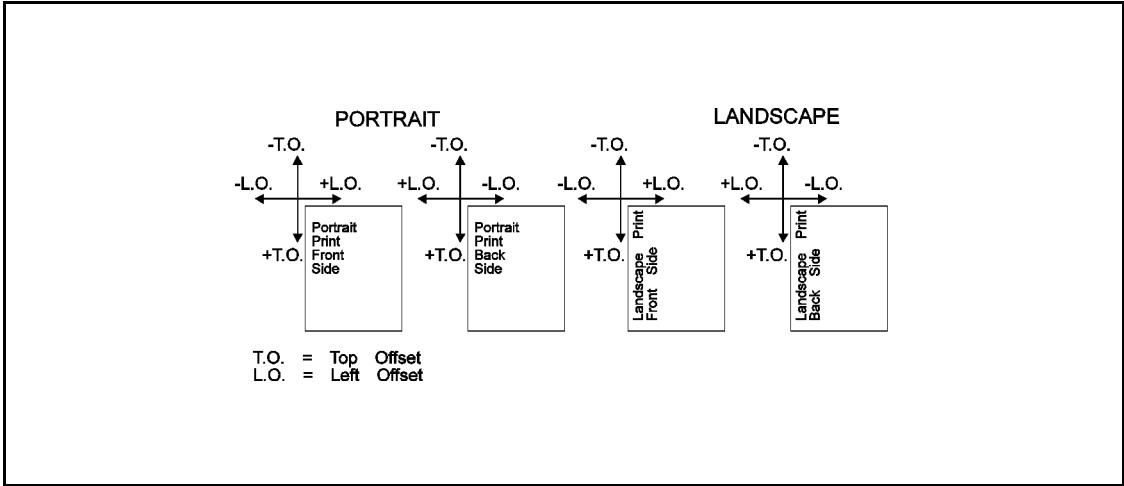 PORTRAIT
LANDSCAPE
-T.O.
-T.O.
-T.O.
-T.O.
-L.O.
+L.O.
+L.O.
-L.O.
-L.O.
+L.O.
+L.O.
-L.O.
+T.O.
+T.O.
+T.O.
+T.O.
Portrait
Print
Front
Side
Portrait
Print
Back
Side
Landscape Print
Front Side
Landscape Print
Back Side
T.O. = Top Offset
L.O. = Left Offset